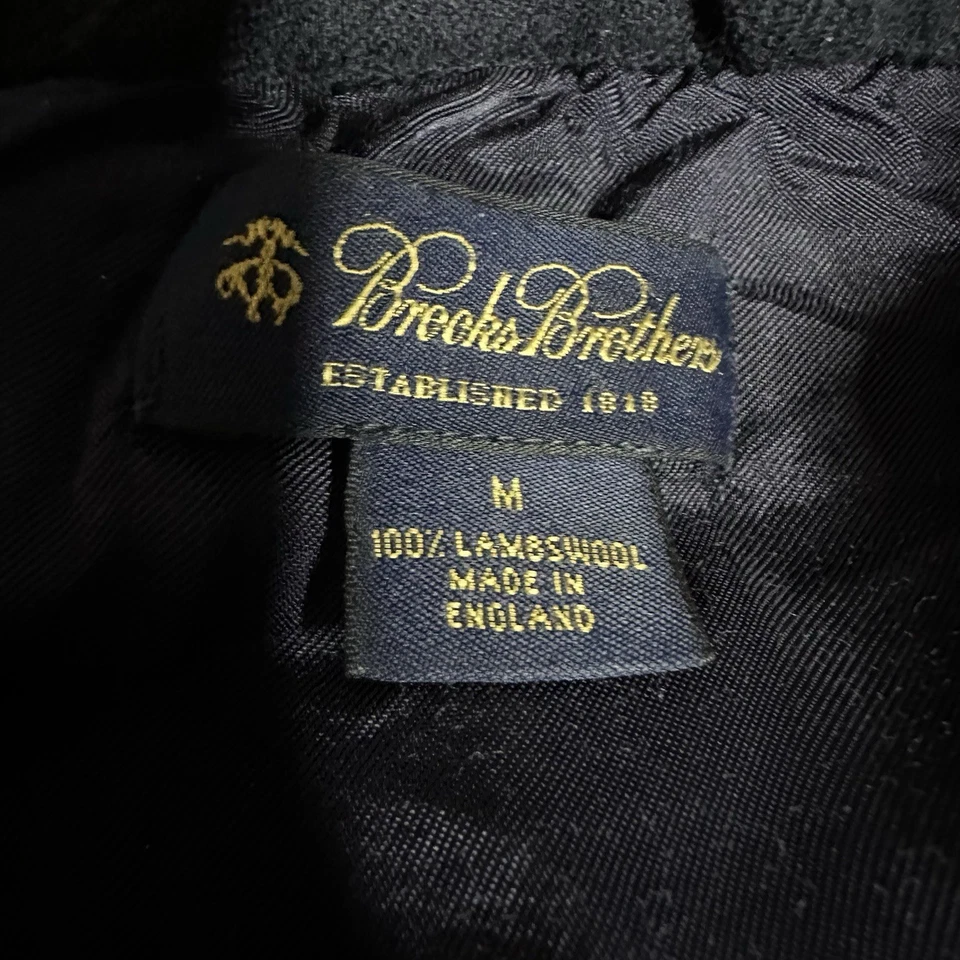 Brooks Brothers
ESTABLISHED 1818
M
100% LAMBSWOOL
MADE IN
ENGLAND